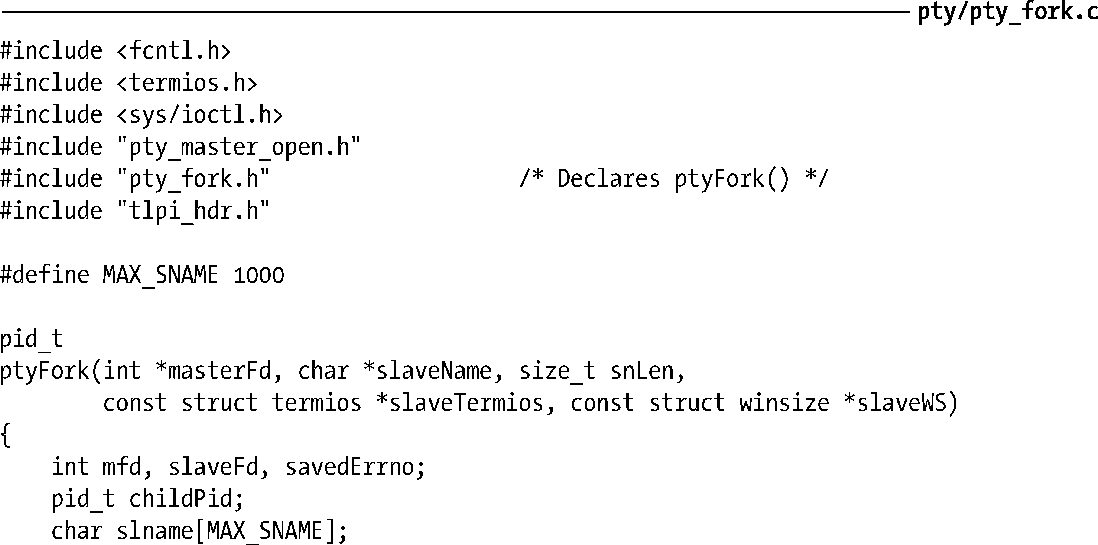 pty/pty_fork.c
#include <fcntl.h>
#include <termios.h>
#include <sys/ioctl.h>
#include "pty_master_open.h"
#include "pty_fork.h"                 /* Declares ptyFork() */
#include "tlpi_hdr.h"

#define MAX_SNAME 1000

pid_t
ptyFork(int *masterFd, char *slaveName, size_t snLen,
        const struct termios *slaveTermios, const struct winsize *slaveWS)
{
    int mfd, slaveFd, savedErrno;
    pid_t childPid;
    char slname[MAX_SNAME];